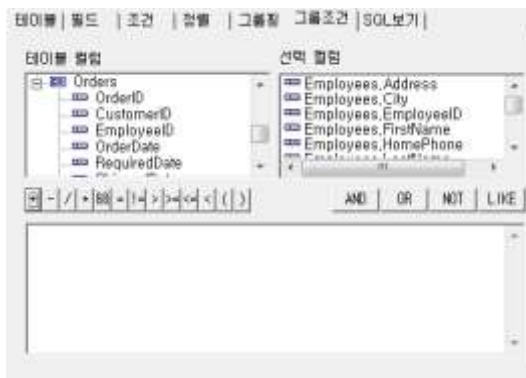 테이블 필드 조건 정렬 그룹핑 그룹조건 SQL보기
테이블 컬럼
Orders
OrderID
CustomerID
EmployeeID
OrderDate
RequiredDate
선택 컬럼
Employees,Address
Employees,City
Employees,EmployeeID
Employees,FirstName
Employees,HomePhone
+ - / * && = != > >= <= < ( )
AND OR NOT LIKE